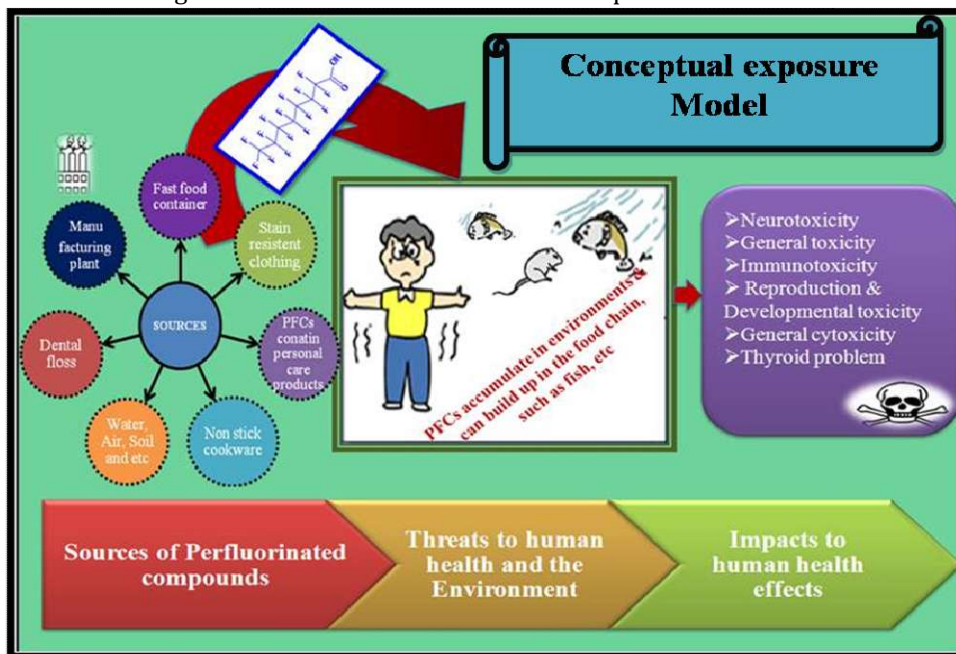 Conceptual exposure
Model
OH
O
Fast food
container
Stain
resistent
clothing
Manu
facturing
plant
SOURCES
PFCs
conatin
personal
care
products
Dental
floss
Water,
Air, Soil
and etc
Non stick
cookware
PFCs accumulate in environments &
can build up in the food chain,
such as fish, etc
➢Neurotoxicity
➢General toxicity
➢Immunotoxicity
➢ Reproduction &
Developmental toxicity
➢General cytotoxicity
➢Thyroid problem
Sources of Perfluorinated
compounds
Threats to human
health and the
Environment
Impacts to
human health
effects